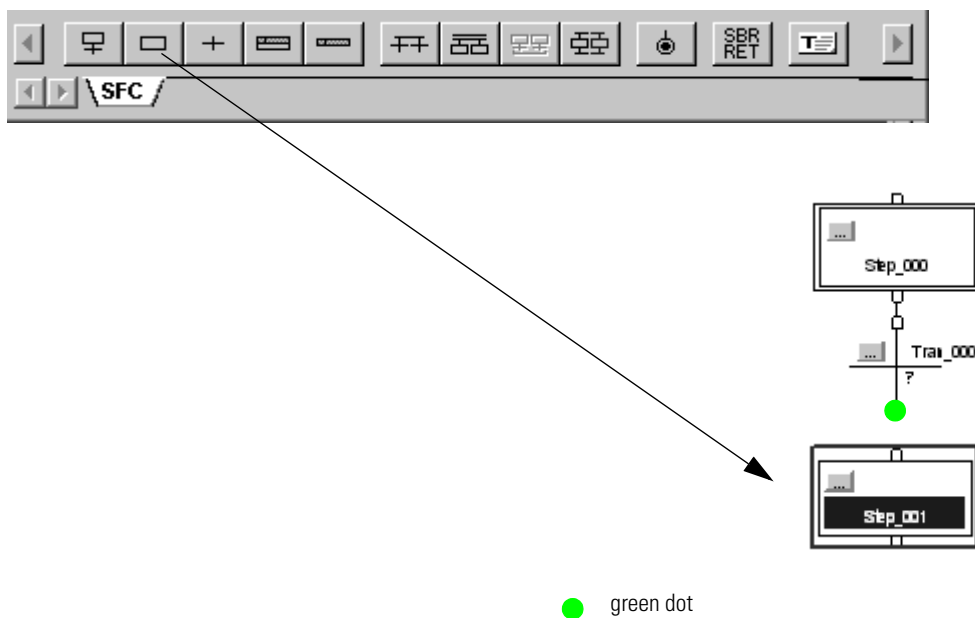 SBR
RET
T
SFC
...
Step_000
...
Tran_000
?
...
Step_001
green dot